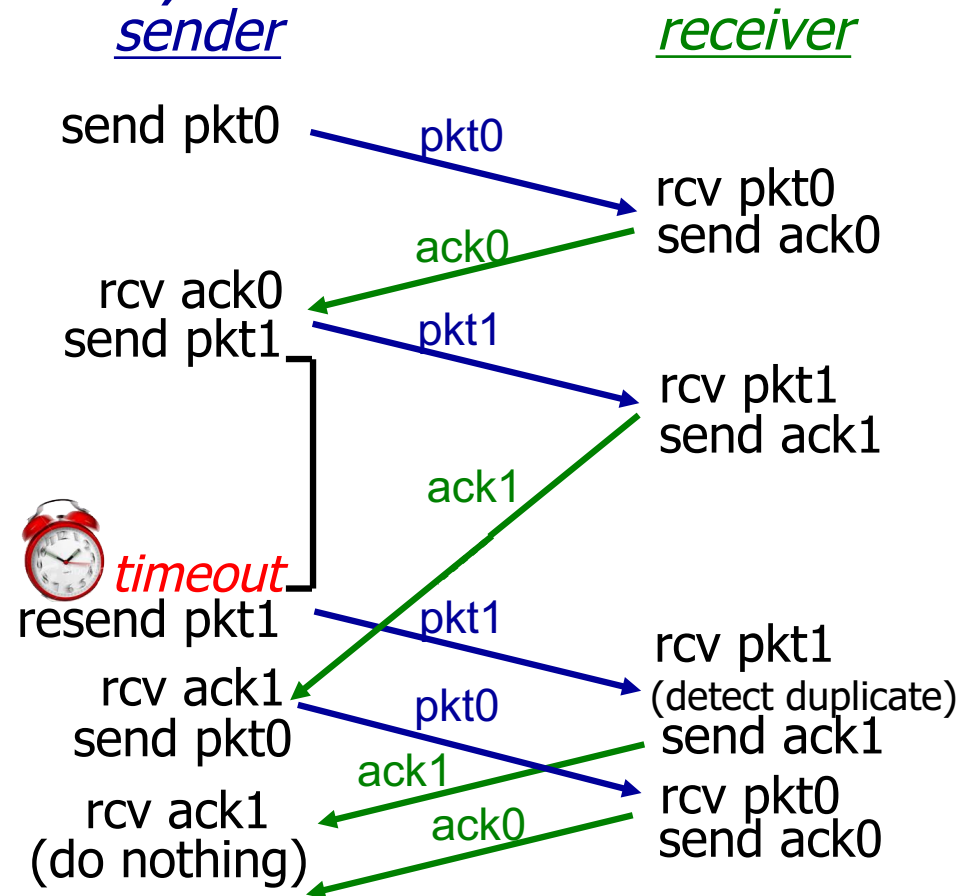 sender
receiver
send pkt0
pkt0
rcv pkt0
send ack0
ack0
rcv ack0
send pkt1
pkt1
rcv pkt1
send ack1
ack1
timeout
resend pkt1
pkt1
rcv pkt1
(detect duplicate)
send ack1
rcv ack1
send pkt0
pkt0
ack1
rcv pkt0
send ack0
rcv ack1
(do nothing)
ack0